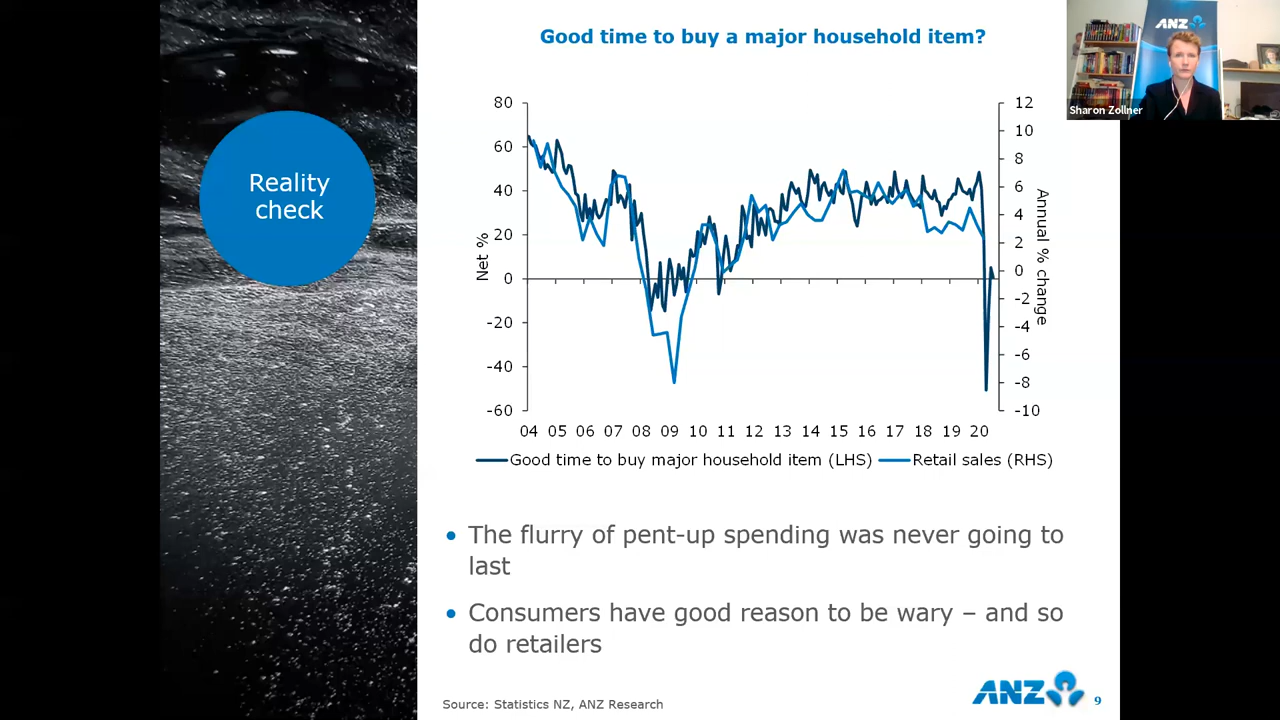 Good time to buy a major household item?
ANZ
Sharon Zollner
Reality
check
80
60
40
20
0
-20
-40
-60
Net %
12
10
8
6
4
2
0
-2
-4
-6
-8
-10
Annual % change
04 05 06 07 08 09 10 11 12 13 14 15 16 17 18 19 20
Good time to buy major household item (LHS) Retail sales (RHS)
• The flurry of pent-up spending was never going to
last
• Consumers have good reason to be wary – and so
do retailers
Source: Statistics NZ, ANZ Research
ANZ 9